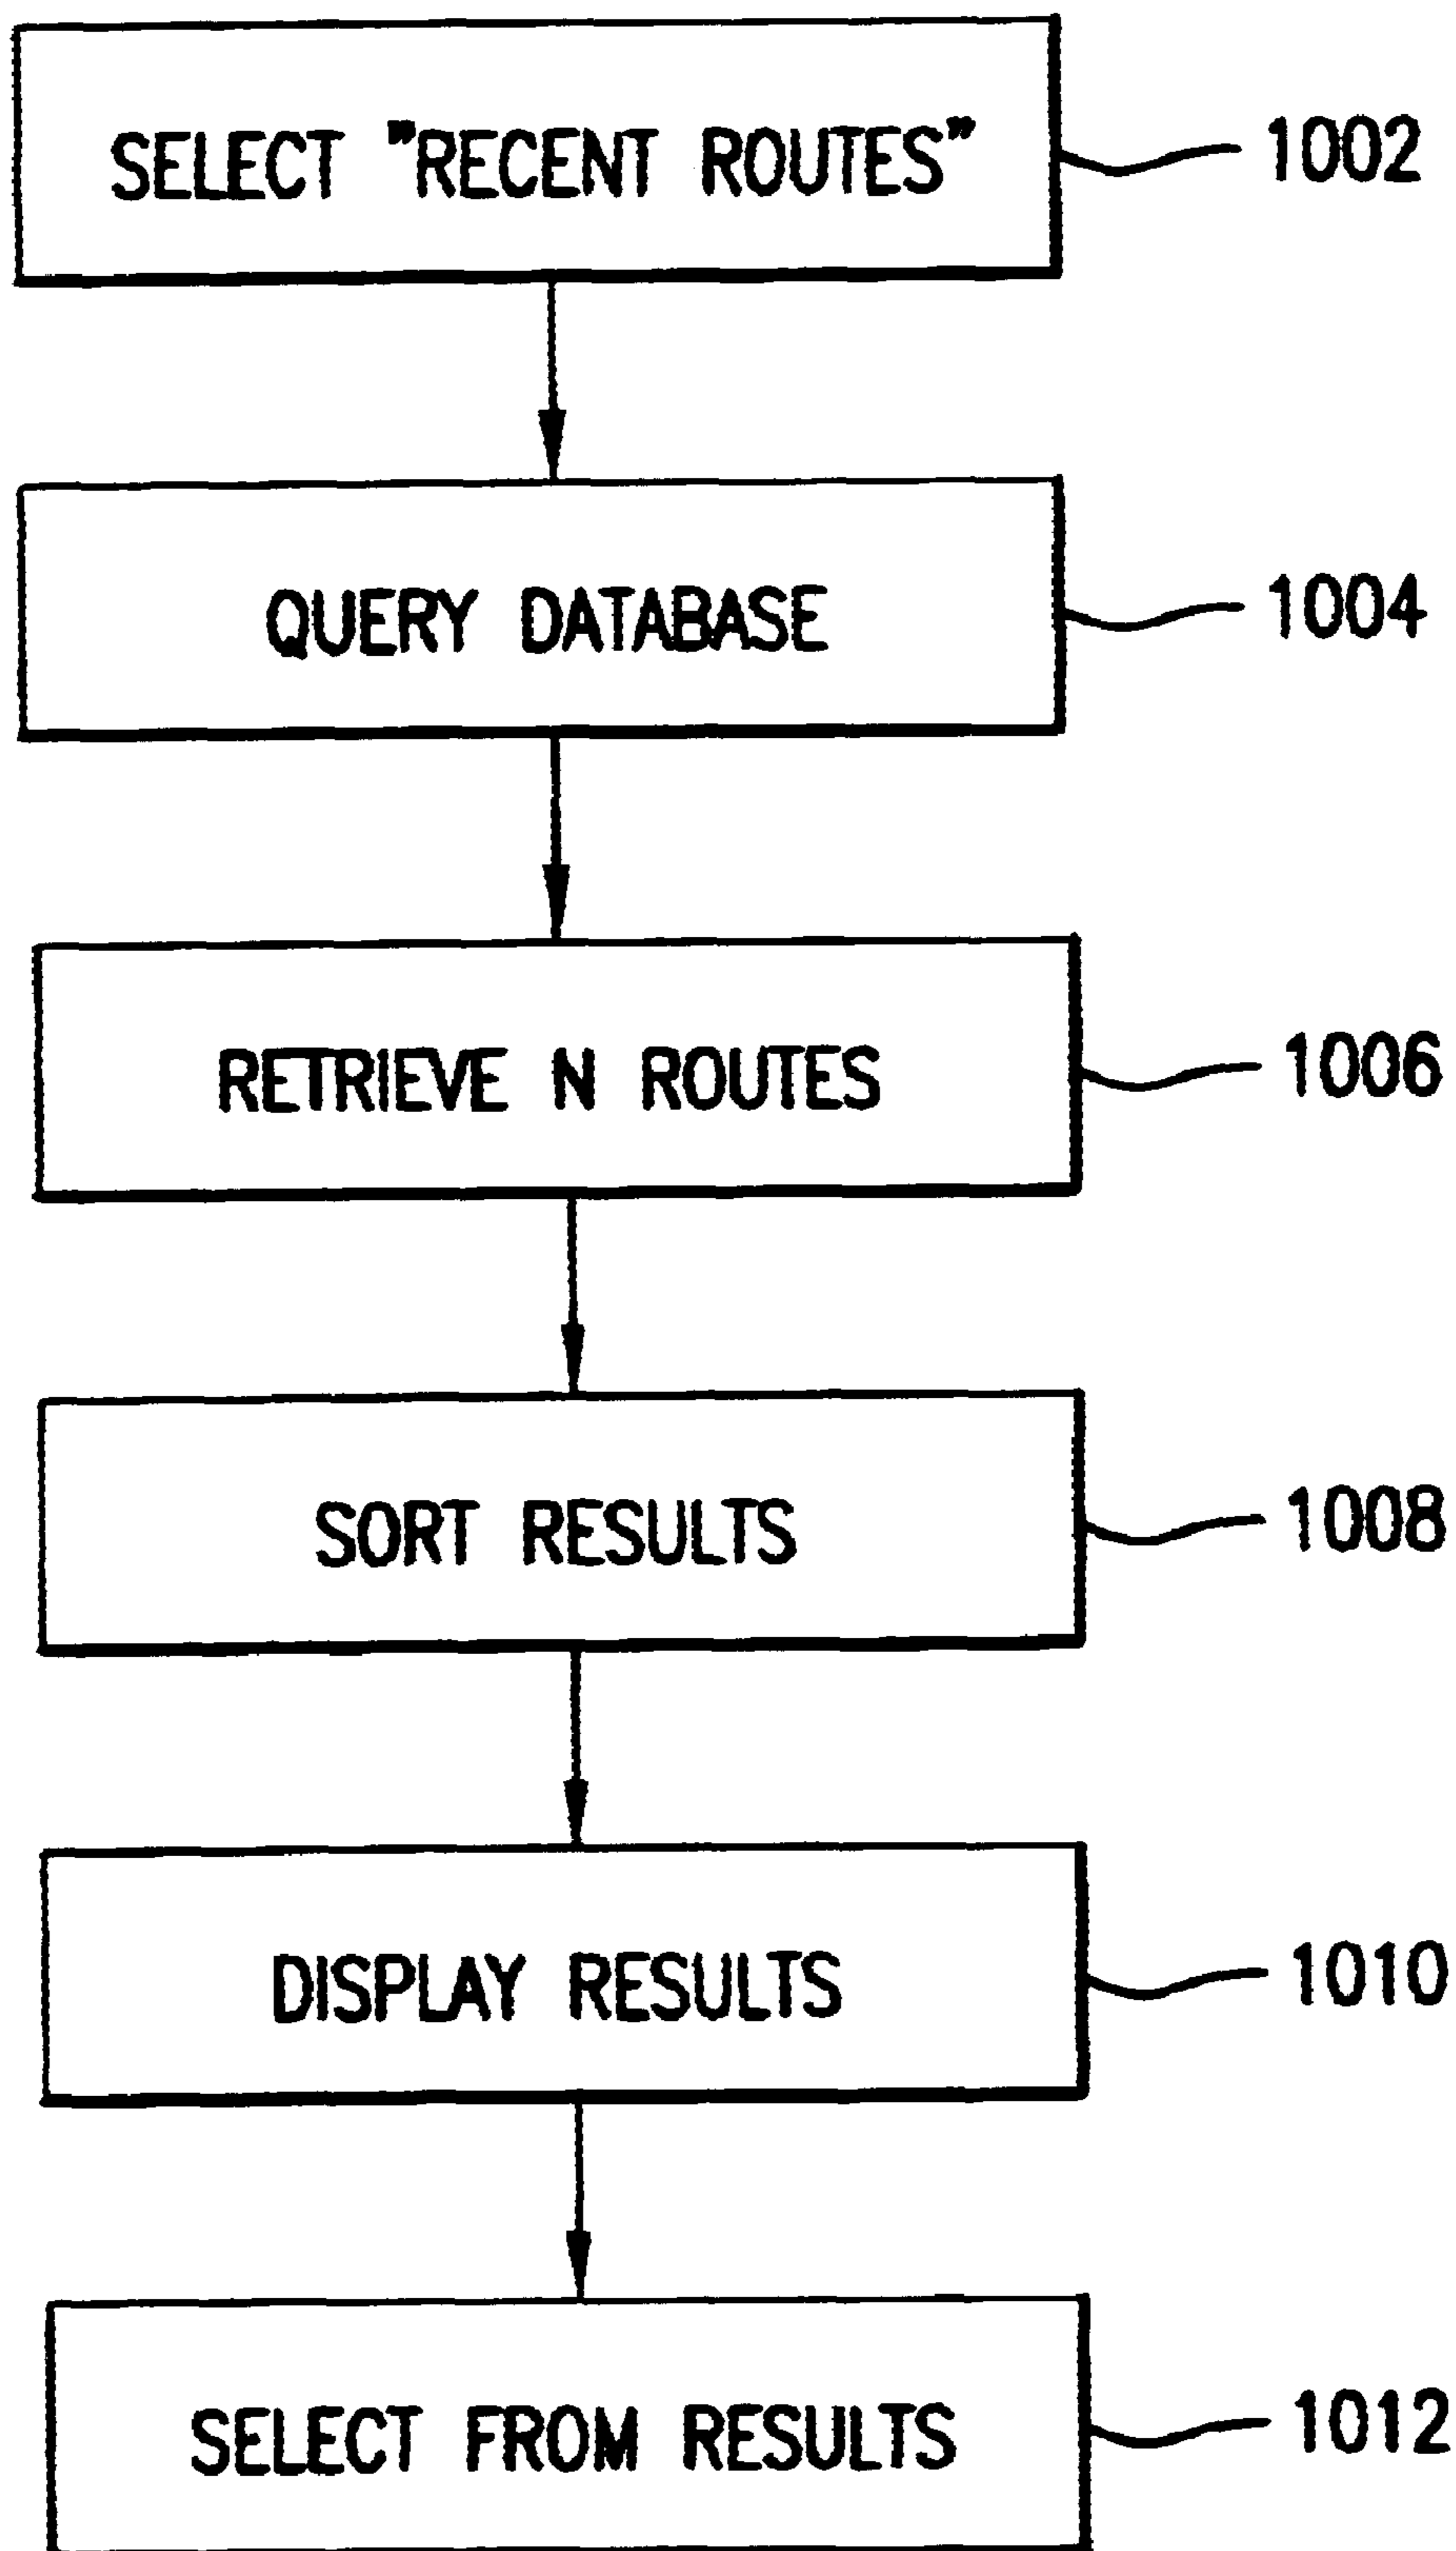 SELECT "RECENT ROUTES"
1002
QUERY DATABASE
1004
RETRIEVE N ROUTES
1006
SORT RESULTS
1008
DISPLAY RESULTS
1010
SELECT FROM RESULTS
1012